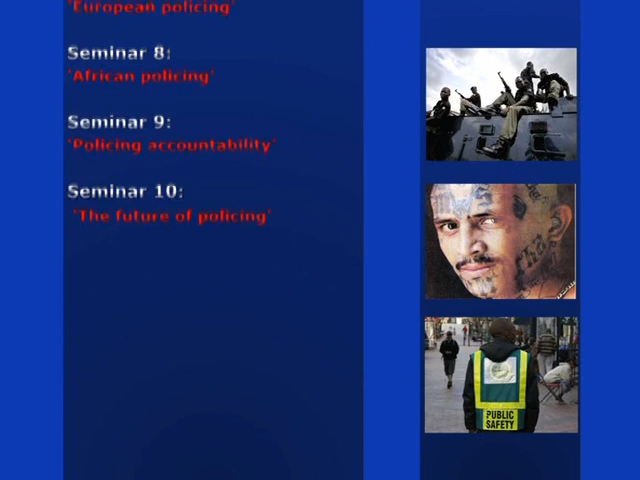 'European policing'
Seminar 8:
'African policing'
Seminar 9:
'Policing accountability'
Seminar 10:
'The future of policing'
PUBLIC
SAFETY